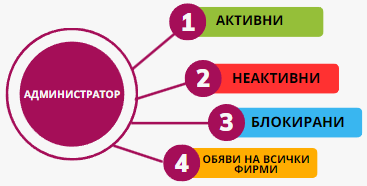 АДМИНИСТРАТОР
1 АКТИВНИ
2 НЕАКТИВНИ
3 БЛОКИРАНИ
4 ОБЯВИ НА ВСИЧКИ
ФИРМИ